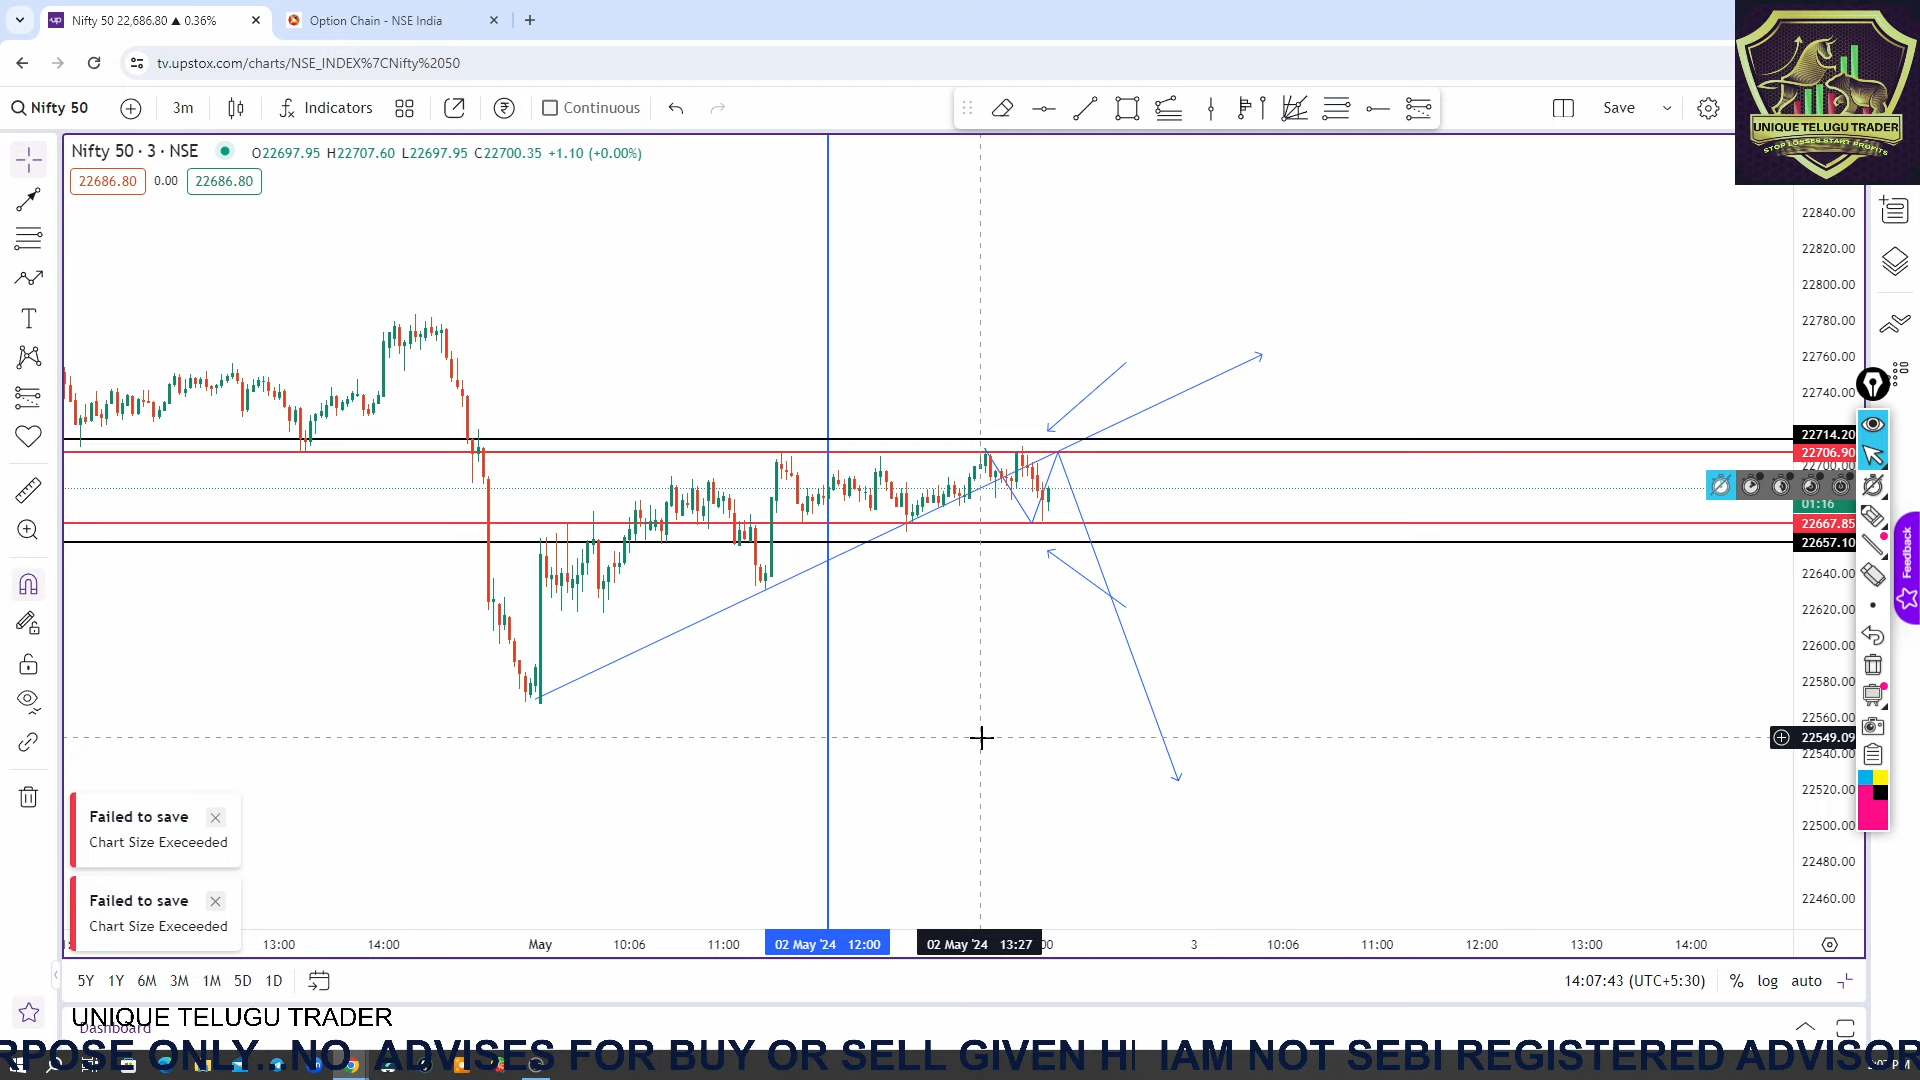 Nifty 50 22,686.80 ▲ 0.36%
Option Chain - NSE India
tv.upstox.com/charts/NSE_INDEX%7CNifty%2050
Nifty 50
3m
Indicators
Continuous
Save
UNIQUE TELUGU TRADER
STOP LOSSES START PROFITS
Nifty 50 · 3 · NSE
O22697.95 H22707.60 L22697.95 C22700.35 +1.10 (+0.00%)
22686.80 0.00 22686.80
22840.00
22820.00
22800.00
22780.00
22760.00
22740.00
22714.20
22706.90
22700.00
01:16
22667.85
22657.10
22640.00
22620.00
22600.00
22580.00
22560.00
22549.09
22540.00
22520.00
22500.00
22480.00
22460.00
Feedback
Failed to save
Chart Size Execeeded
Failed to save
Chart Size Execeeded
13:00 14:00 May 10:06 11:00 02 May '24 12:00 02 May '24 13:27 3 10:06 11:00 12:00 13:00 14:00
5Y 1Y 6M 3M 1M 5D 1D
14:07:43 (UTC+5:30) % log auto
UNIQUE TELUGU TRADER
Dashboard
RPOSE ONLY.. NO ADVISES FOR BUY OR SELL GIVEN HI IAM NOT SEBI REGISTERED ADVISOR